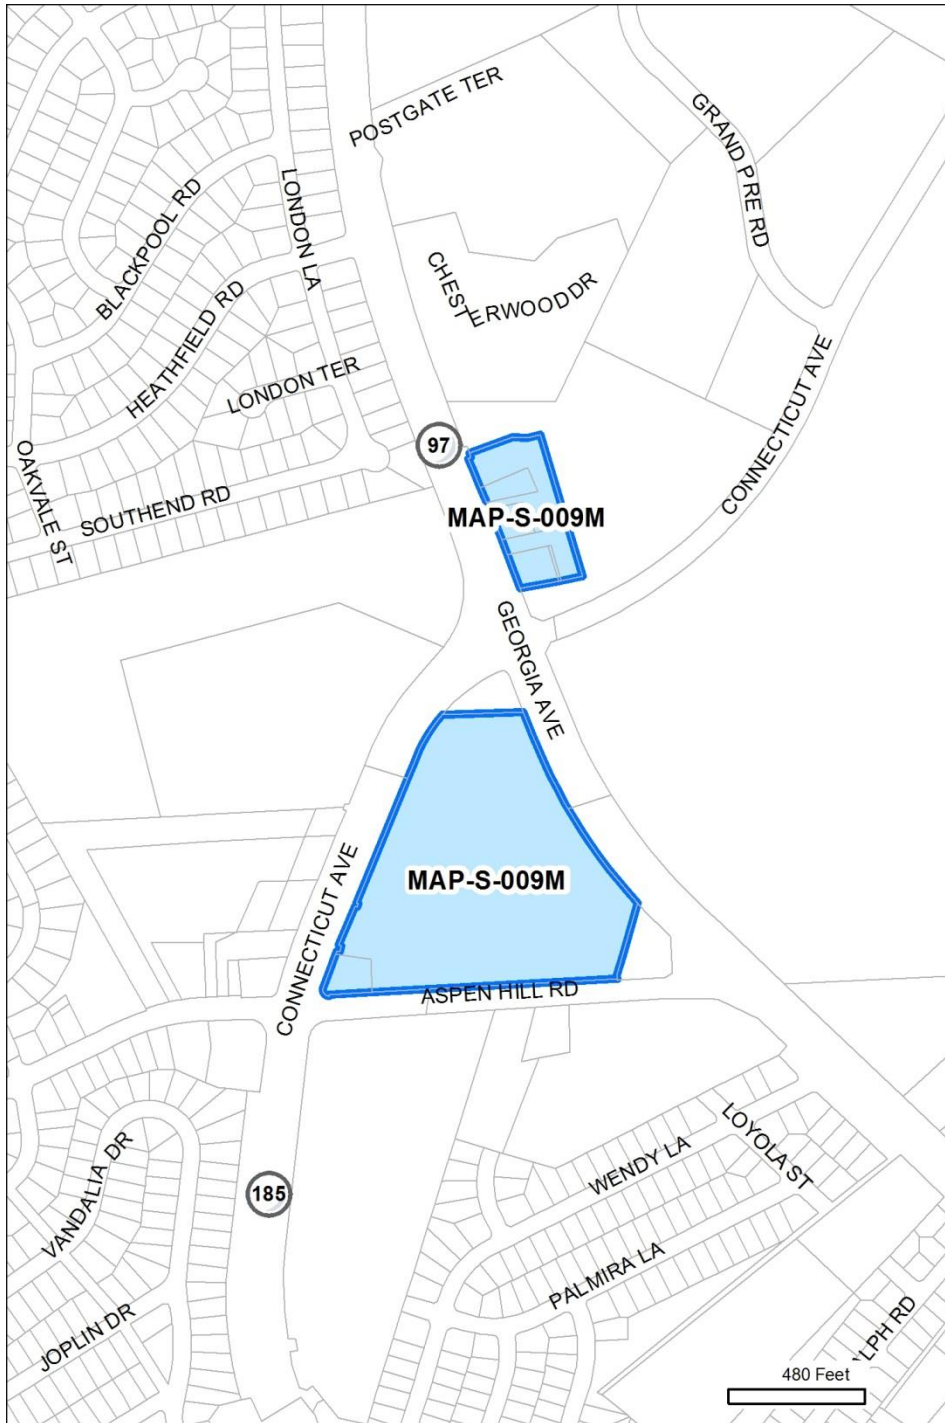 POSTGATE TER
GRAND PRE RD
LONDON LA
BLACKPOOL RD
CHESTERWOOD DR
HEATHFIELD RD
CONNECTICUT AVE
LONDON TER
97
OAKVALE ST
SOUTHEND RD
MAP-S-009M
GEORGIA AVE
MAP-S-009M
CONNECTICUT AVE
ASPEN HILL RD
LOYOLA ST
VANDALIA DR
WENDY LA
185
PALMIRA LA
JOPLIN DR
RD
480 Feet